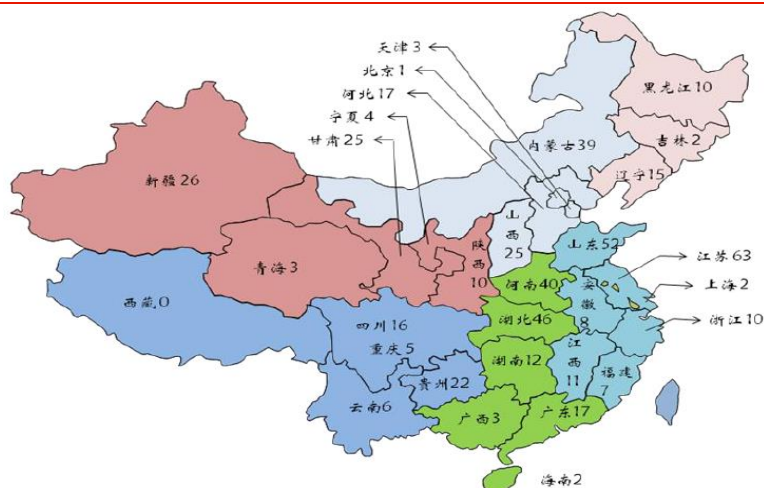 天津3
北京1
河北17
宁夏4
甘肃25
黑龙江10
吉林2
辽宁15
内蒙古39
新疆26
青海3
陕西10
山西25
山东52
江苏63
上海2
浙江10
安徽8
河南40
湖北46
西藏0
四川16
重庆5
湖南12
江西11
福建7
贵州22
云南6
广西3
广东17
海南2